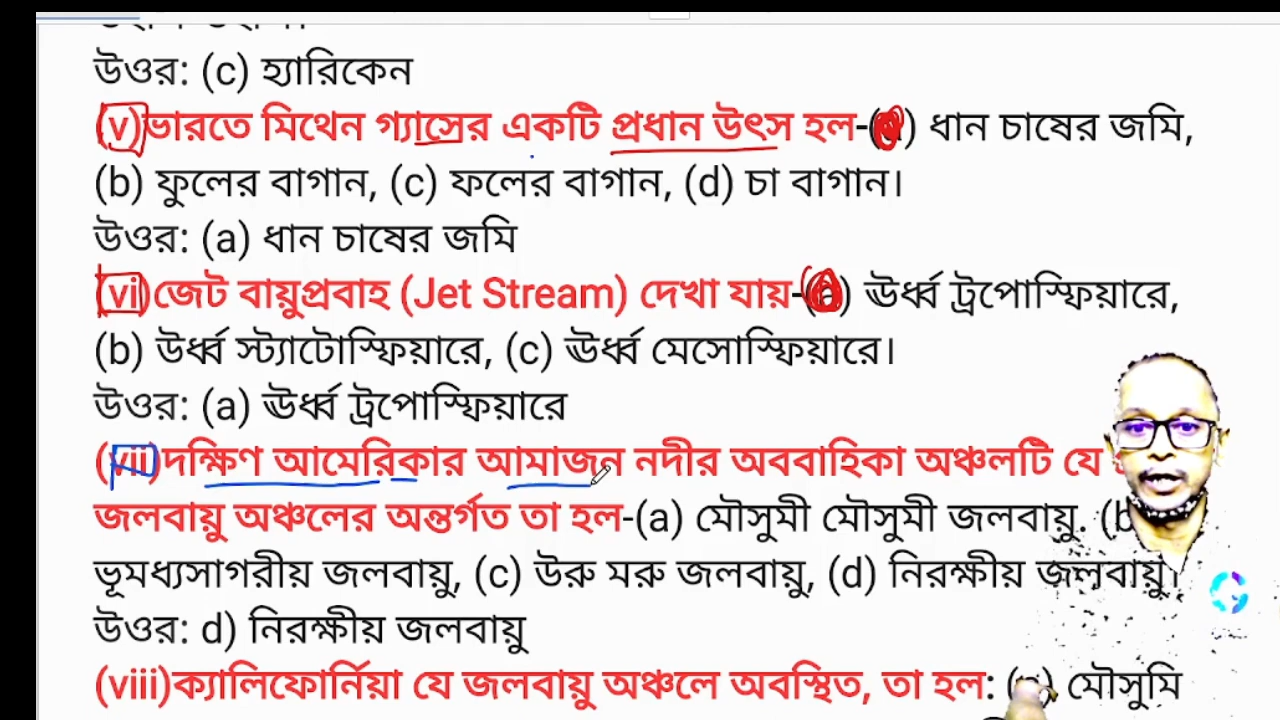 উওর: (c) হ্যারিকেন
(v)ভারতে মিথেন গ্যাসের একটি প্রধান উৎস হল-( ) ধান চাষের জমি,
(b) ফুলের বাগান, (c) ফলের বাগান, (d) চা বাগান।
উওর: (a) ধান চাষের জমি
(vi)জেট বায়ুপ্রবাহ (Jet Stream) দেখা যায়-( ) ঊর্ধ্ব ট্রপোস্ফিয়ারে,
(b) উর্ধ্ব স্ট্যাটোস্ফিয়ারে, (c) ঊর্ধ্ব মেসোস্ফিয়ারে।
উওর: (a) ঊর্ধ্ব ট্রপোস্ফিয়ারে
(vii)দক্ষিণ আমেরিকার আমাজন নদীর অববাহিকা অঞ্চলটি যে
জলবায়ু অঞ্চলের অন্তর্গত তা হল-(a) মৌসুমী মৌসুমী জলবায়ু. (b
ভূমধ্যসাগরীয় জলবায়ু, (c) উরু মরু জলবায়ু, (d) নিরক্ষীয় জলবায়ু।
উওর: d) নিরক্ষীয় জলবায়ু
(viii)ক্যালিফোর্নিয়া যে জলবায়ু অঞ্চলে অবস্থিত, তা হল: ( ) মৌসুমি